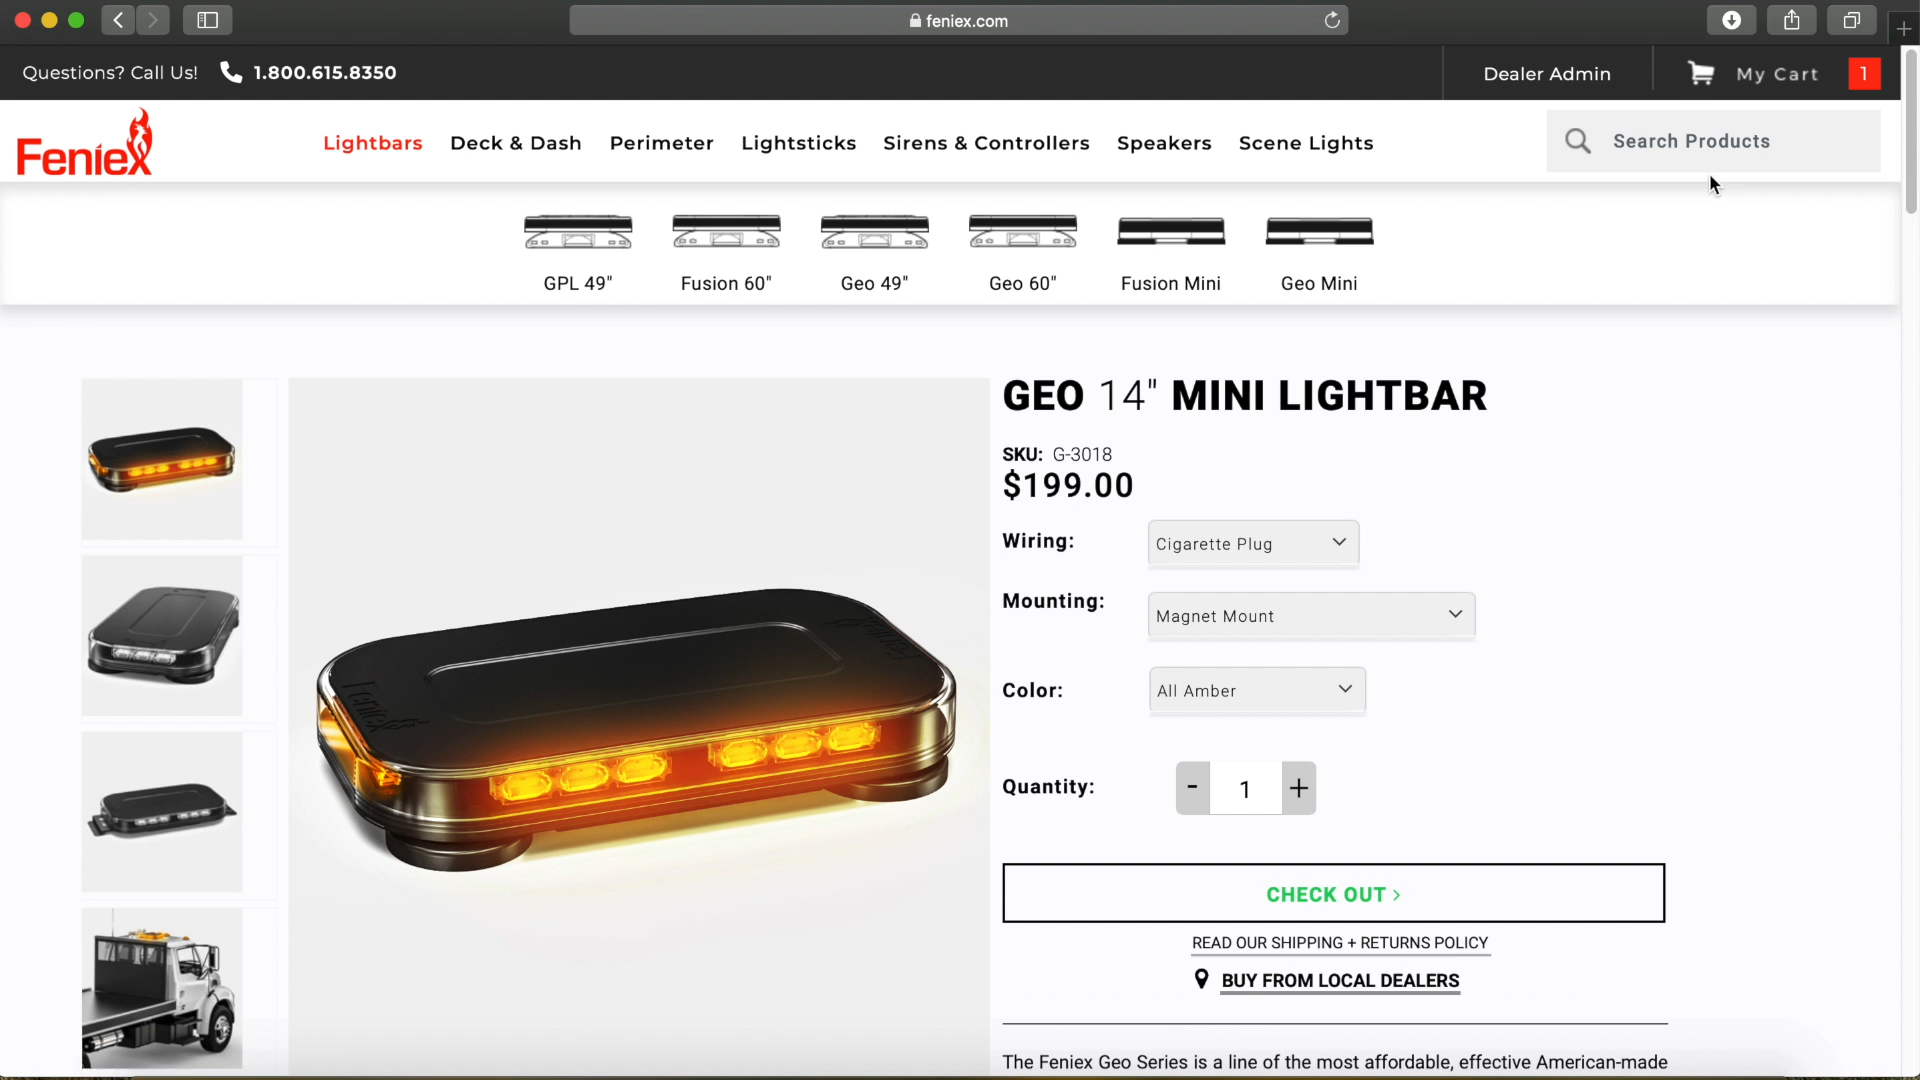 feniex.com
Questions? Call Us! 1.800.615.8350
Dealer Admin
My Cart 1
Feniex
Lightbars Deck & Dash Perimeter Lightsticks Sirens & Controllers Speakers Scene Lights
Search Products
GPL 49" Fusion 60" Geo 49" Geo 60" Fusion Mini Geo Mini
GEO 14" MINI LIGHTBAR
SKU: G-3018
$199.00
Wiring: Cigarette Plug
Mounting: Magnet Mount
Color: All Amber
Quantity: - 1 +
CHECK OUT ›
READ OUR SHIPPING + RETURNS POLICY
BUY FROM LOCAL DEALERS
The Feniex Geo Series is a line of the most affordable, effective American-made
Feniex
Feniex